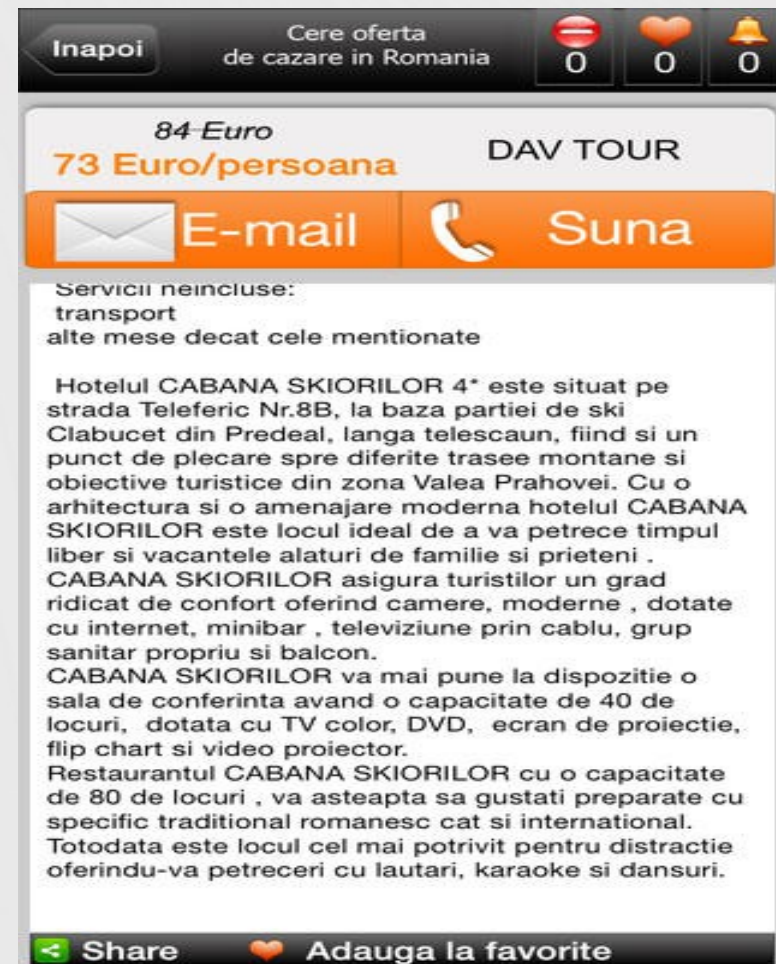 Inapoi
Cere oferta
de cazare in Romania
0
0
0
84 Euro
73 Euro/persoana
DAV TOUR
E-mail
Suna
Servicii neincluse:
transport
alte mese decat cele mentionate
Hotelul CABANA SKIORILOR 4* este situat pe
strada Teleferic Nr.8B, la baza partiei de ski
Clabucet din Predeal, langa telescaun, fiind si un
punct de plecare spre diferite trasee montane si
obiective turistice din zona Valea Prahovei. Cu o
arhitectura si o amenajare moderna hotelul CABANA
SKIORILOR este locul ideal de a va petrece timpul
liber si vacantele alaturi de familie si prieteni .
CABANA SKIORILOR asigura turistilor un grad
ridicat de confort oferind camere, moderne , dotate
cu internet, minibar , televiziune prin cablu, grup
sanitar propriu si balcon.
CABANA SKIORILOR va mai pune la dispozitie o
sala de conferinta avand o capacitate de 40 de
locuri,  dotata cu TV color, DVD,  ecran de proiectie,
flip chart si video proiector.
Restaurantul CABANA SKIORILOR cu o capacitate
de 80 de locuri , va asteapta sa gustati preparate cu
specific traditional romanesc cat si international.
Totodata este locul cel mai potrivit pentru distractie
oferindu-va petreceri cu lautari, karaoke si dansuri.
Share
Adauga la favorite